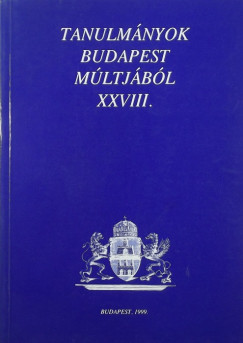 TANULMÁNYOK
BUDAPEST
MÚLTJÁBÓL
XXVIII.
BUDAPEST, 1999